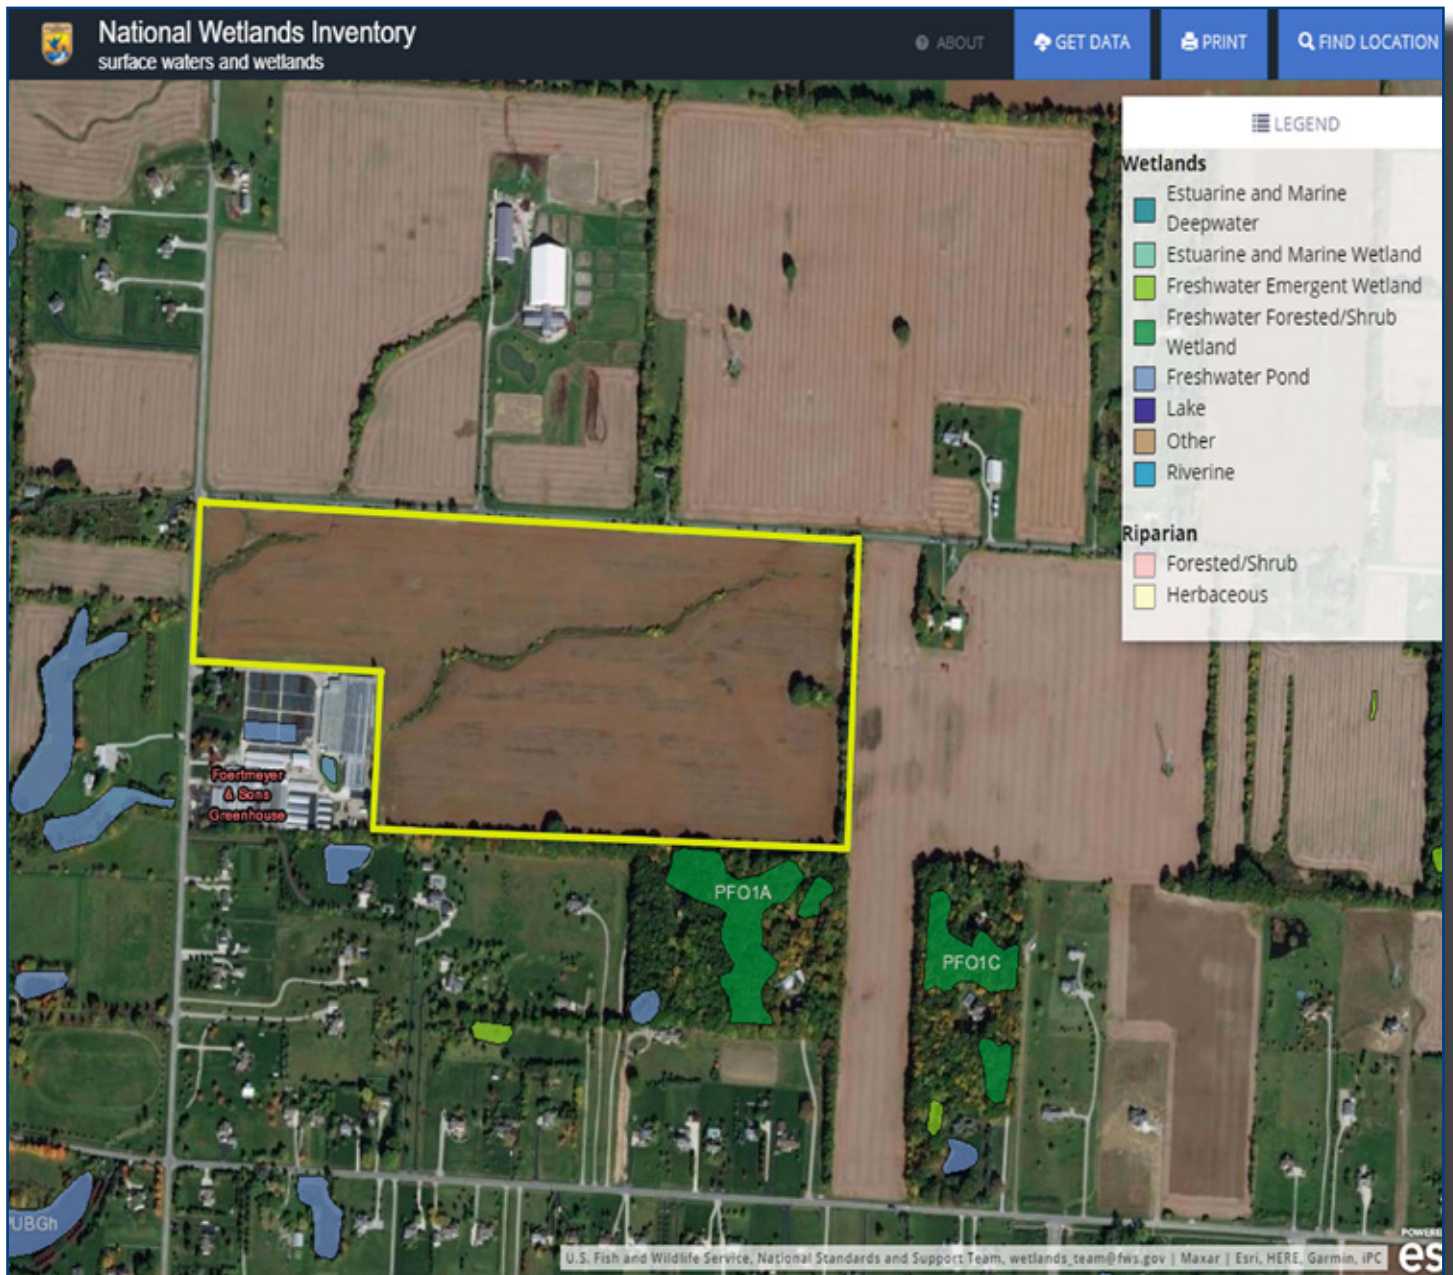 National Wetlands Inventory
surface waters and wetlands
ABOUT
GET DATA
PRINT
FIND LOCATION
LEGEND
Wetlands
Estuarine and Marine
Deepwater
Estuarine and Marine Wetland
Freshwater Emergent Wetland
Freshwater Forested/Shrub
Wetland
Freshwater Pond
Lake
Other
Riverine
Riparian
Forested/Shrub
Herbaceous
Foertmeyer
& Sons
Greenhouse
PFO1A
PFO1C
UBGh
U.S. Fish and Wildlife Service, National Standards and Support Team, wetlands_team@fws.gov | Maxar | Esri, HERE, Garmin, iPC
POWERE
es